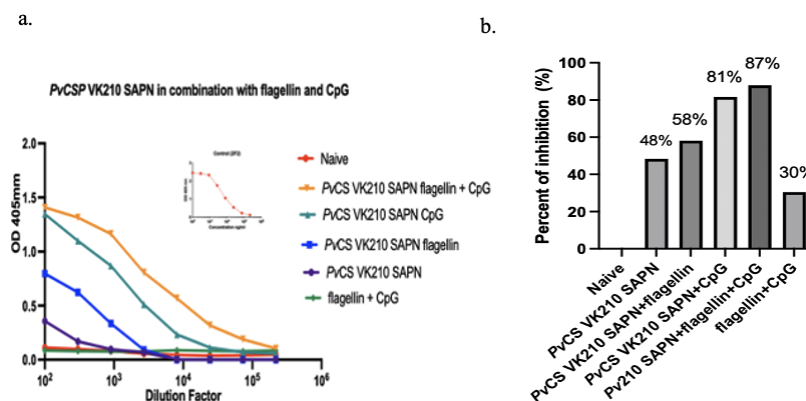 a.
PvCSP VK210 SAPN in combination with flagellin and CpG
2.0
1.5
1.0
0.5
0.0
OD 405mm
10² 10³ 10⁴ 10⁵ 10⁶
Dilution Factor
Control (2F2)
Naive
PvCS VK210 SAPN flagellin + CpG
PvCS VK210 SAPN CpG
PvCS VK210 SAPN flagellin
PvCS VK210 SAPN
flagellin + CpG
b.
Percent of inhibition (%)
100
80
60
40
20
0
48%
58%
81%
87%
30%
Naive
PvCS VK210 SAPN
PvCS VK210 SAPN+flagellin
PvCS VK210 SAPN+CpG
Pv210 SAPN+flagellin+CpG
flagellin+CpG